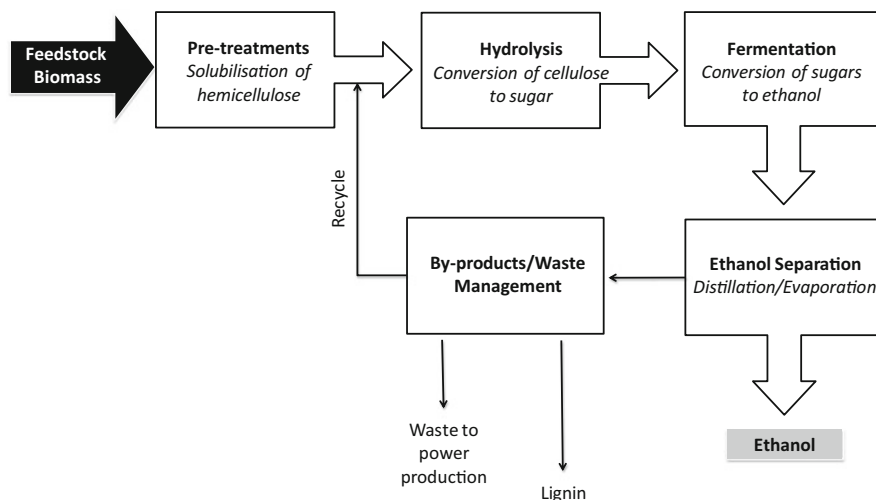 Feedstock
Biomass
Pre-treatments
Solubilisation of
hemicellulose
Hydrolysis
Conversion of cellulose
to sugar
Fermentation
Conversion of sugars
to ethanol
Recycle
By-products/Waste
Management
Ethanol Separation
Distillation/Evaporation
Waste to
power
production
Lignin
Ethanol